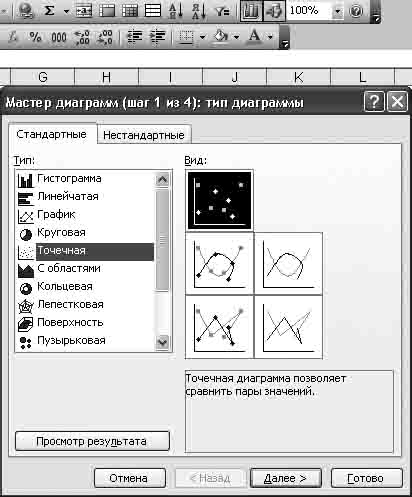 Σ А Я 100% ?
% 000 A
G H I J K L
Мастер диаграмм (шаг 1 из 4): тип диаграммы ?
Стандартные Нестандартные
Тип: Вид:
Гистограмма
Линейчатая
График
Круговая
Точечная
С областями
Кольцевая
Лепестковая
Поверхность
Пузырьковая
Точечная диаграмма позволяет
сравнить пары значений.
Просмотр результата
Отмена < Назад Далее > Готово